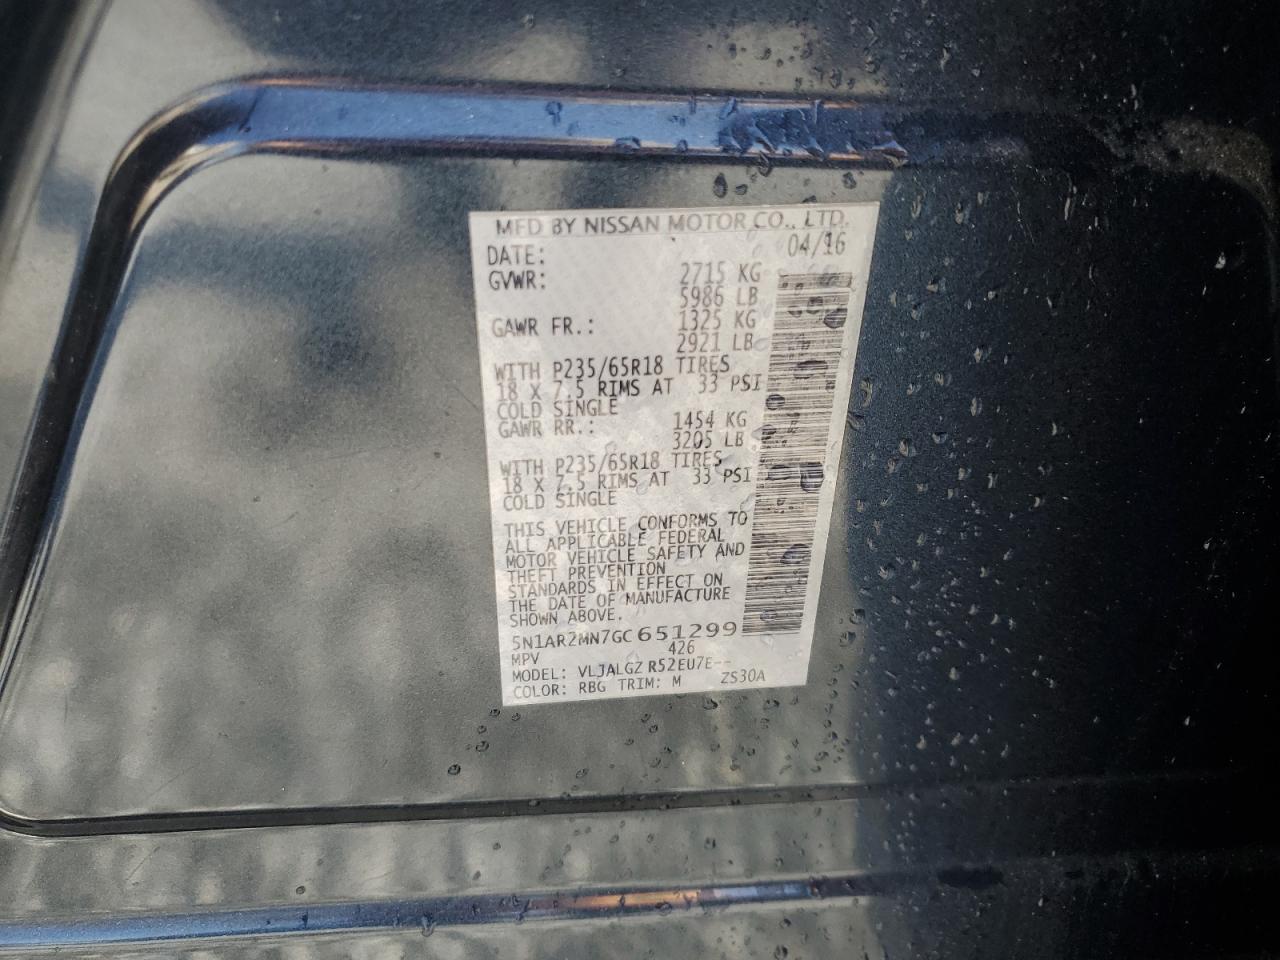 MFD BY NISSAN MOTOR CO., LTD.
DATE: 04/16
GVWR: 2715 KG
5986 LB
GAWR FR.: 1325 KG
2921 LB
WITH P235/65R18 TIRES
18 X 7.5 RIMS AT 33 PSI
COLD SINGLE
GAWR RR.: 1454 KG
3205 LB
WITH P235/65R18 TIRES
18 X 7.5 RIMS AT 33 PSI
COLD SINGLE
THIS VEHICLE CONFORMS TO
ALL APPLICABLE FEDERAL
MOTOR VEHICLE SAFETY AND
THEFT PREVENTION
STANDARDS IN EFFECT ON
THE DATE OF MANUFACTURE
SHOWN ABOVE.
5N1AR2MN7GC651299
MPV 426
MODEL: VLJALGZ R52EU7E--
COLOR: RBG TRIM: M ZS30A